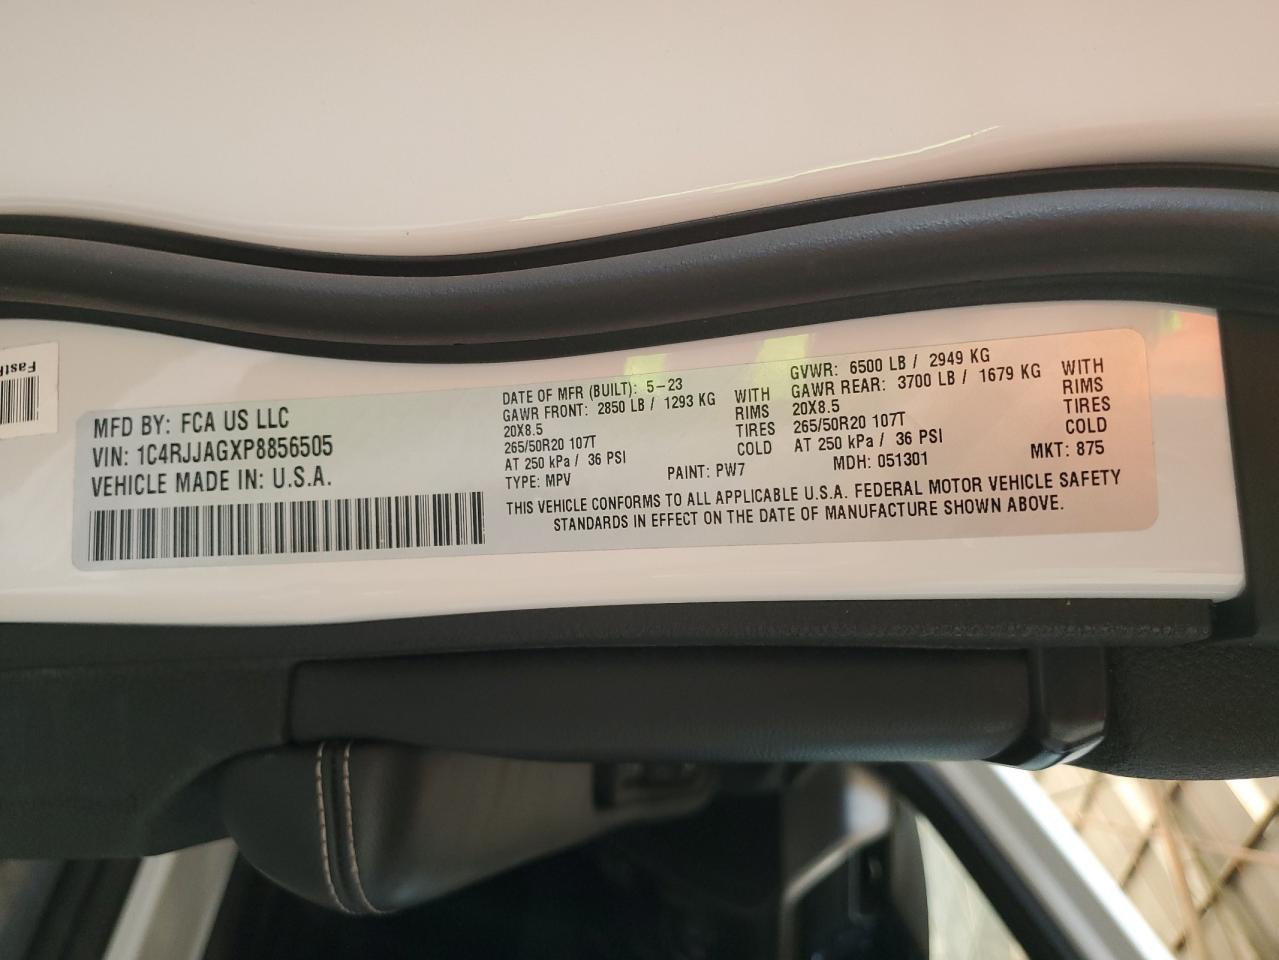 MFD BY: FCA US LLC
VIN: 1C4RJJAGXP8856505
VEHICLE MADE IN: U.S.A.
DATE OF MFR (BUILT): 5-23
GAWR FRONT: 2850 LB / 1293 KG WITH
20X8.5 RIMS
265/50R20 107T TIRES
AT 250 kPa / 36 PSI COLD
TYPE: MPV PAINT: PW7
GVWR: 6500 LB / 2949 KG
GAWR REAR: 3700 LB / 1679 KG WITH
20X8.5 RIMS
265/50R20 107T TIRES
AT 250 kPa / 36 PSI COLD
MDH: 051301 MKT: 875
THIS VEHICLE CONFORMS TO ALL APPLICABLE U.S.A. FEDERAL MOTOR VEHICLE SAFETY
STANDARDS IN EFFECT ON THE DATE OF MANUFACTURE SHOWN ABOVE.